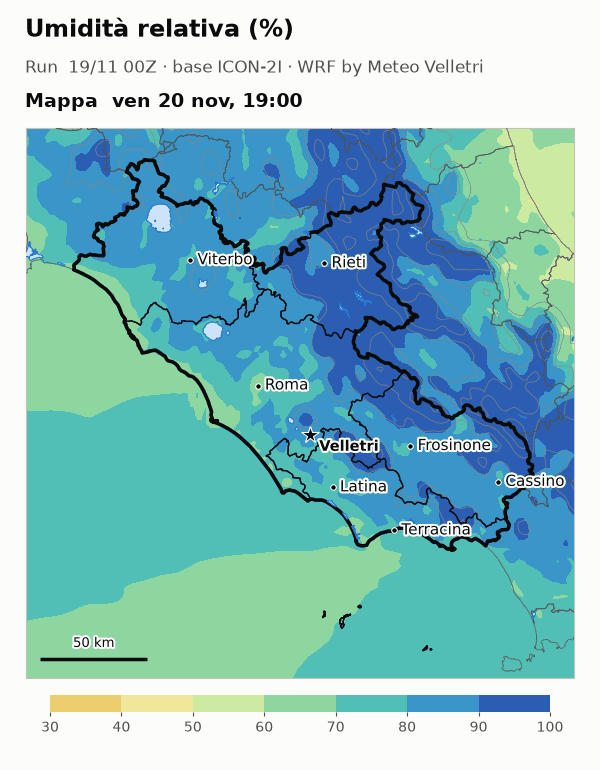 Umidità relativa (%)
Run  19/11 00Z · base ICON-2I · WRF by Meteo Velletri
Mappa  ven 20 nov, 19:00
Viterbo
Rieti
Roma
Velletri
Frosinone
Cassino
Latina
Terracina
50 km
30 40 50 60 70 80 90 100